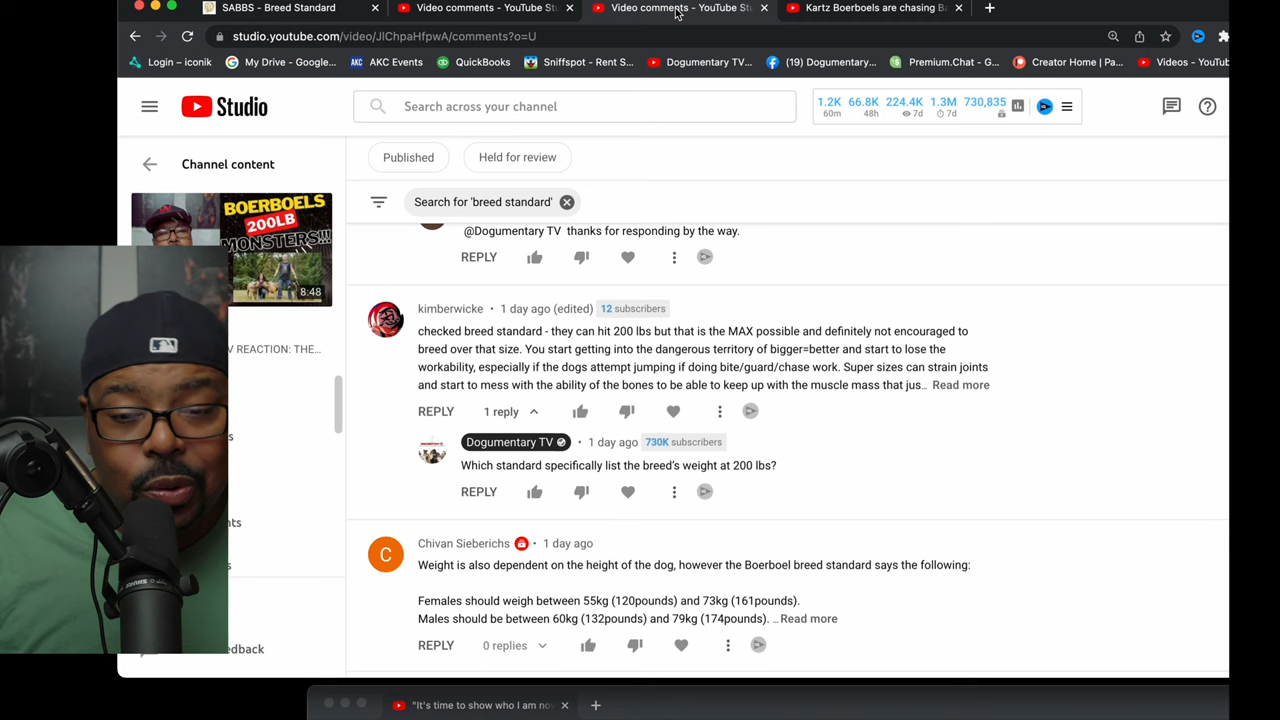 SABBS - Breed Standard
Video comments - YouTube St
Video comments - YouTube St
Kartz Boerboels are chasing Ba
studio.youtube.com/video/JlChpaHfpwA/comments?o=U
Login – iconik
My Drive - Google...
AKC Events
QuickBooks
Sniffspot - Rent S...
Dogumentary TV...
(19) Dogumentary...
Premium.Chat - G...
Creator Home | Pa...
Videos - YouTub
Studio
Search across your channel
1.2K 66.8K 224.4K 1.3M 730,835
60m 48h 7d 7d
Channel content
Published
Held for review
Search for 'breed standard'
BOERBOELS
200LB
MONSTERS!!!
8:48
V REACTION: THE...
@Dogumentary TV thanks for responding by the way.
REPLY
kimberwicke • 1 day ago (edited) 12 subscribers
checked breed standard - they can hit 200 lbs but that is the MAX possible and definitely not encouraged to
breed over that size. You start getting into the dangerous territory of bigger=better and start to lose the
workability, especially if the dogs attempt jumping if doing bite/guard/chase work. Super sizes can strain joints
and start to mess with the ability of the bones to be able to keep up with the muscle mass that jus… Read more
REPLY 1 reply
Dogumentary TV • 1 day ago 730K subscribers
Which standard specifically list the breed's weight at 200 lbs?
REPLY
C
Chivan Sieberichs • 1 day ago
Weight is also dependent on the height of the dog, however the Boerboel breed standard says the following:
Females should weigh between 55kg (120pounds) and 73kg (161pounds).
Males should be between 60kg (132pounds) and 79kg (174pounds). … Read more
REPLY 0 replies
s
nts
s
edback
"It's time to show who I am no